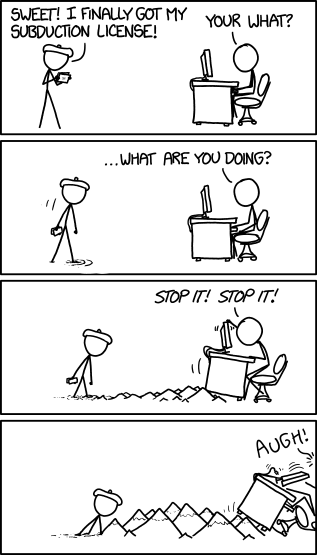 SWEET! I FINALLY GOT MY
SUBDUCTION LICENSE!
YOUR WHAT?
...WHAT ARE YOU DOING?
STOP IT! STOP IT!
AUGH!